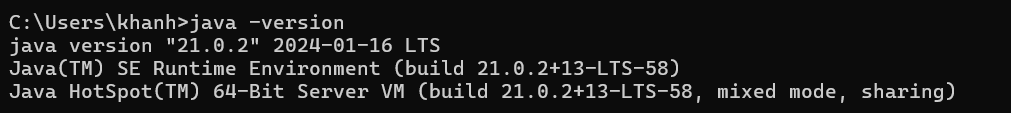 C:\Users\khanh>java -version
java version "21.0.2" 2024-01-16 LTS
Java(TM) SE Runtime Environment (build 21.0.2+13-LTS-58)
Java HotSpot(TM) 64-Bit Server VM (build 21.0.2+13-LTS-58, mixed mode, sharing)